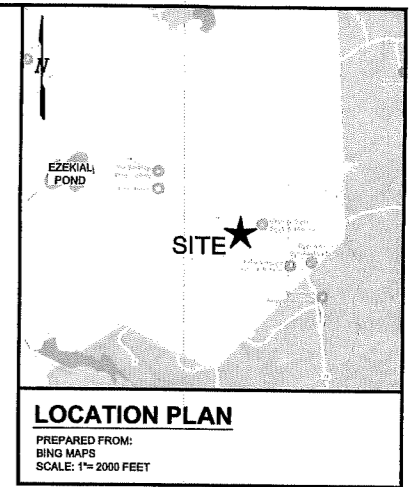 N
EZEKIAL
POND
SITE
LOCATION PLAN
PREPARED FROM:
BING MAPS
SCALE: 1"= 2000 FEET